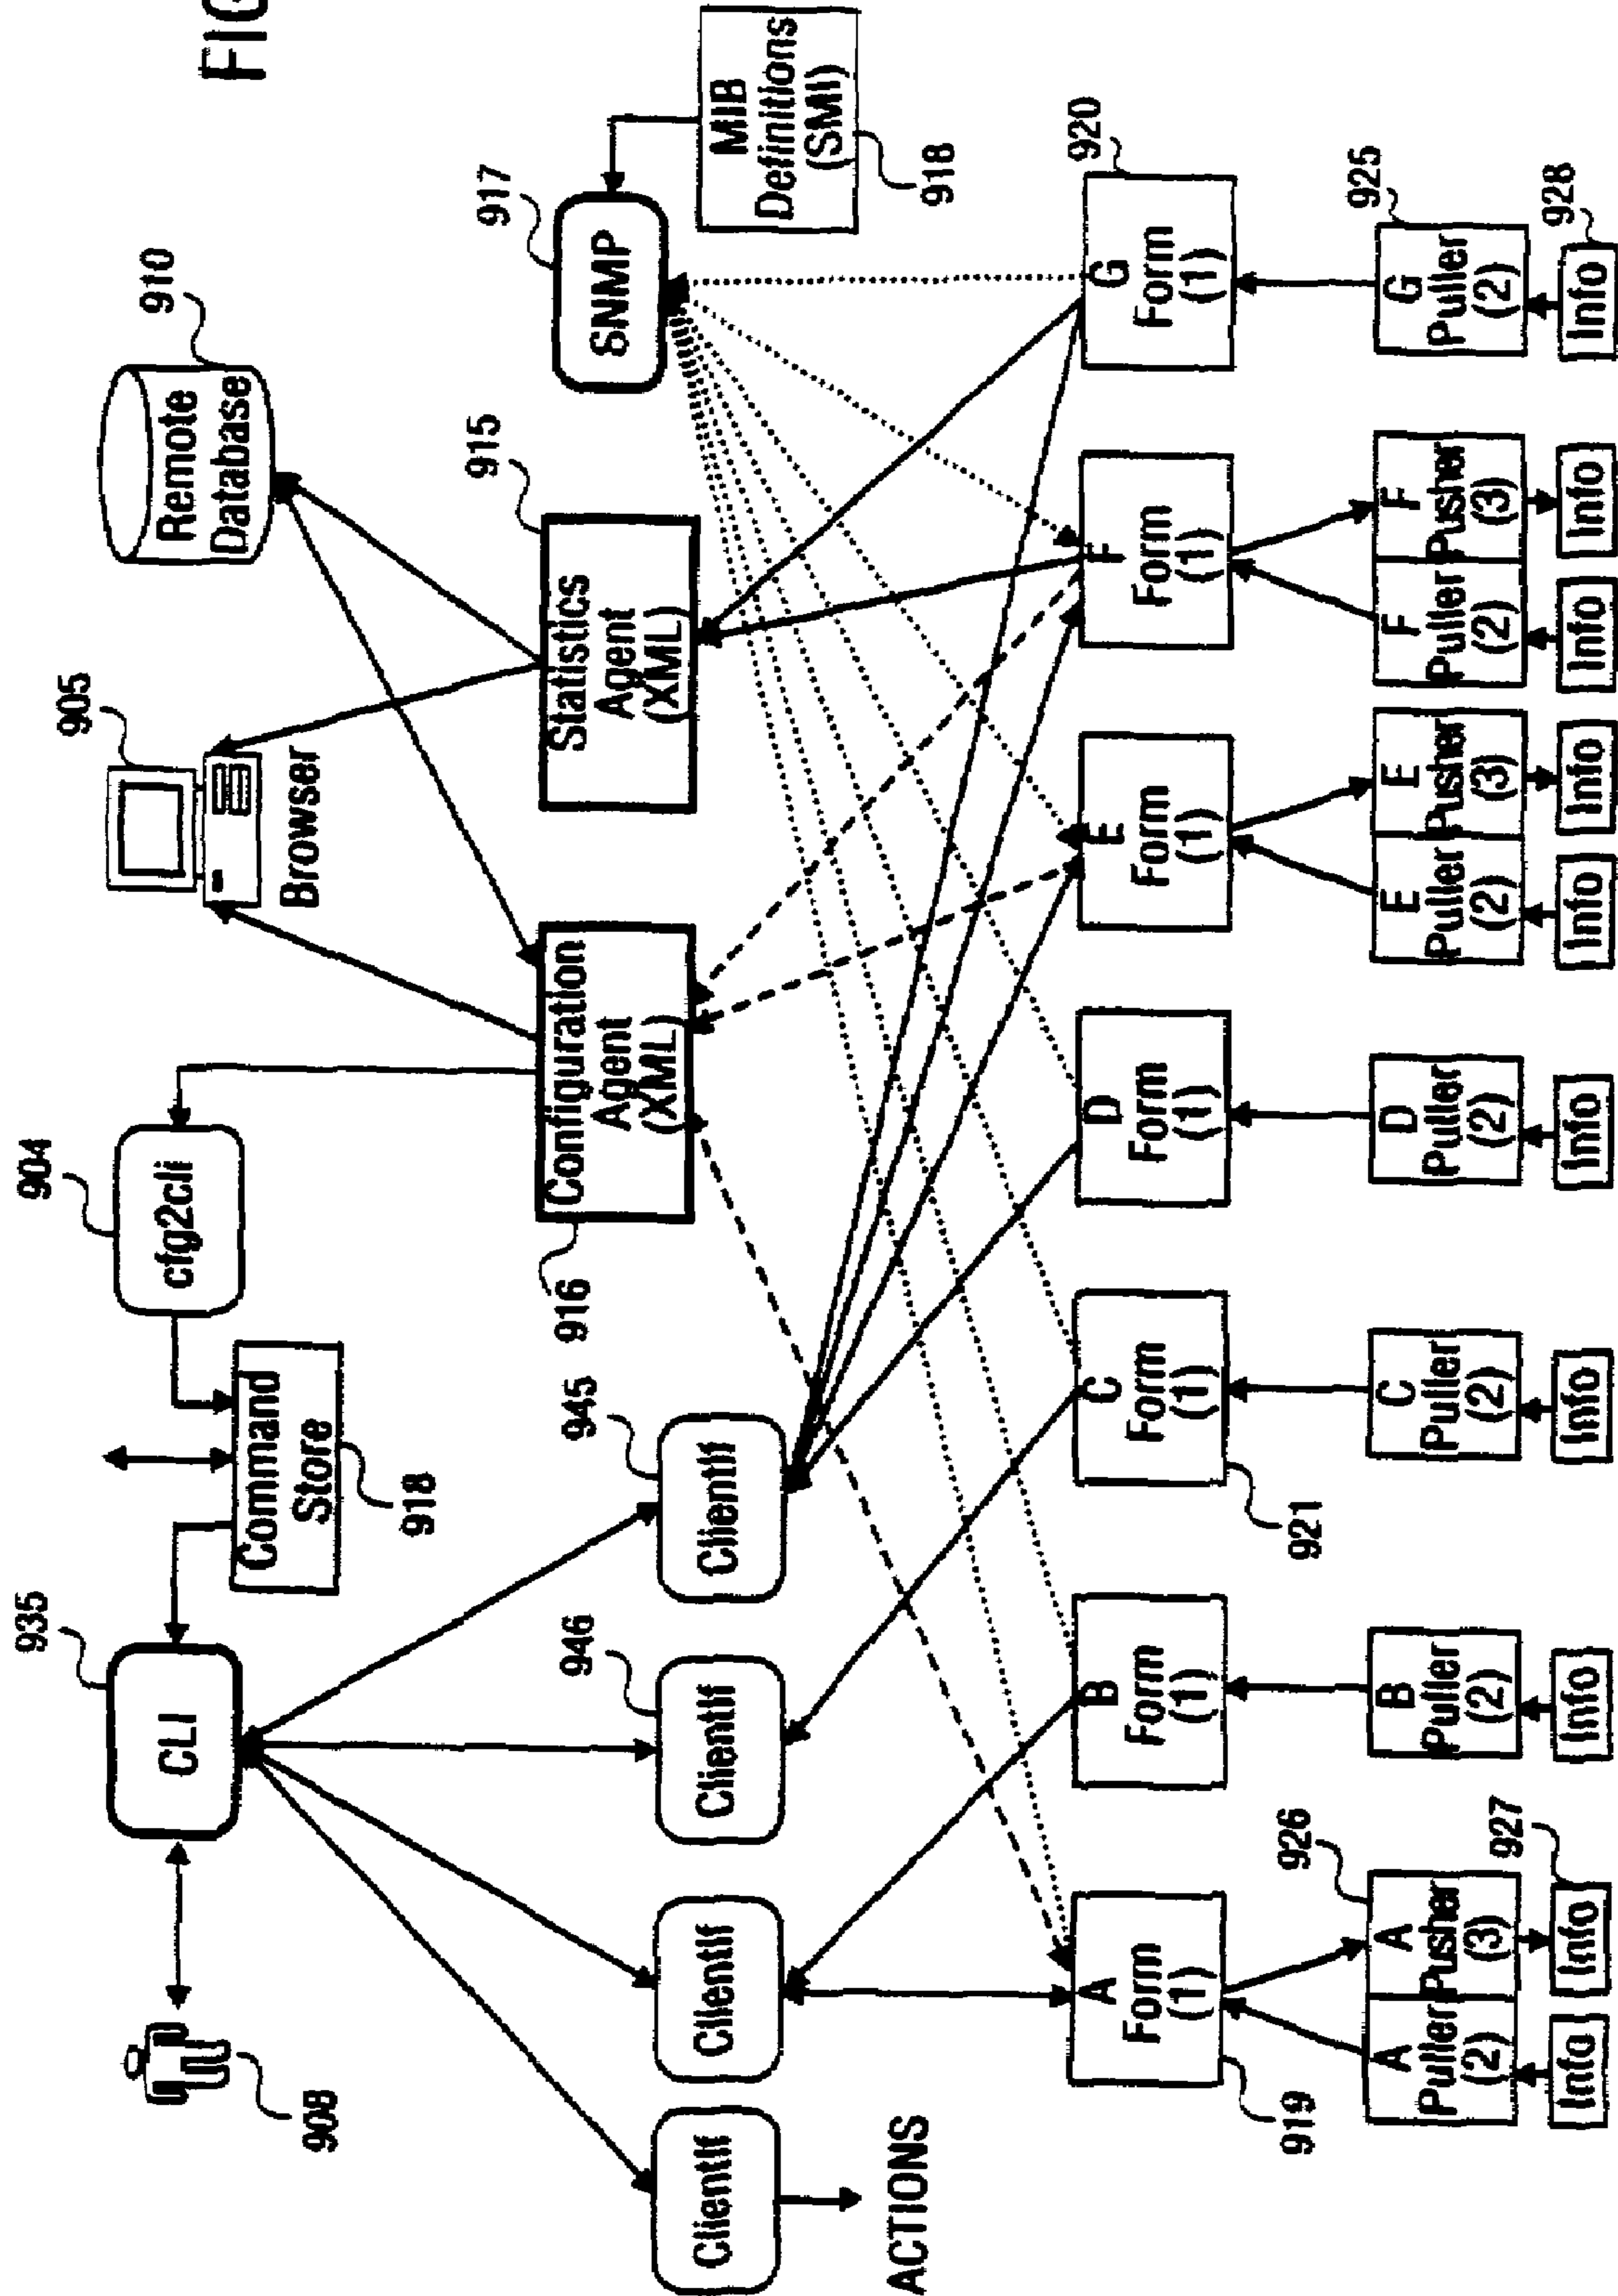 935
904
905
910
FIG
CLI
cfg2cli
Browser
Remote
Database
908
Command
Store
918
945
946
916
915
917
Configuration
Agent
(XML)
Statistics
Agent
(XML)
SNMP
MIB
Definitions
(SMI)
918
ClientIf
ClientIf
ClientIf
ClientIf
ACTIONS
920
A
Form
(1)
B
Form
(1)
C
Form
(1)
D
Form
(1)
E
Form
(1)
F
Form
(1)
G
Form
(1)
919
926
921
925
A
Puller
(2)
A
Pusher
(3)
B
Puller
(2)
C
Puller
(2)
D
Puller
(2)
E
Puller
(2)
E
Pusher
(3)
F
Puller
(2)
F
Pusher
(3)
G
Puller
(2)
927
928
Info
Info
Info
Info
Info
Info
Info
Info
Info
Info